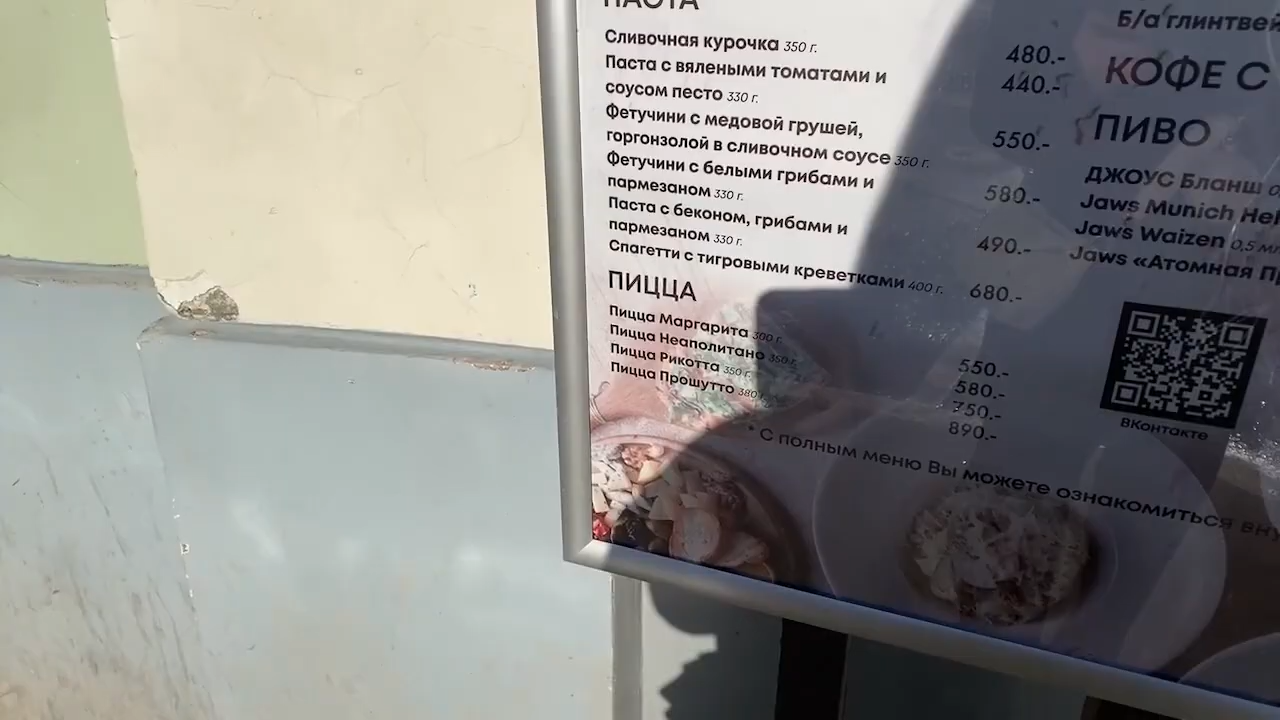 ПАСТА
Сливочная курочка 350 г. 480.-
Паста с вялеными томатами и
соусом песто 330 г. 440.-
Фетучини с медовой грушей,
горгонзолой в сливочном соусе 350 г. 550.-
Фетучини с белыми грибами и
пармезаном 330 г. 580.-
Паста с беконом, грибами и
пармезаном 330 г. 490.-
Спагетти с тигровыми креветками 400 г. 680.-
ПИЦЦА
Пицца Маргарита 300 г. 550.-
Пицца Неаполитано 350 г. 580.-
Пицца Рикотта 350 г. 750.-
Пицца Прошутто 380 г. 890.-
* С полным меню Вы можете ознакомиться
Б/а
КОФЕ С
ПИВО
ДЖОУС Бланш
Jaws Munich
Jaws Waizen 0,5
Jaws «Атомная
ВКонтакте